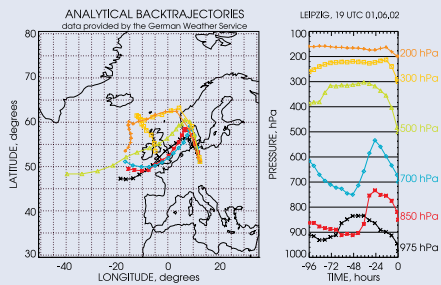 ANALYTICAL BACKTRAJECTORIES
data provided by the German Weather Service
LEIPZIG, 19 UTC 01,06,02
80
70
60
50
40
30
LATITUDE, degrees
-40 -20 0 20
LONGITUDE, degrees
100
200
300
400
500
600
700
800
900
1000
PRESSURE, hPa
200 hPa
300 hPa
500 hPa
700 hPa
850 hPa
975 hPa
-96 -72 -48 -24 0
TIME, hours